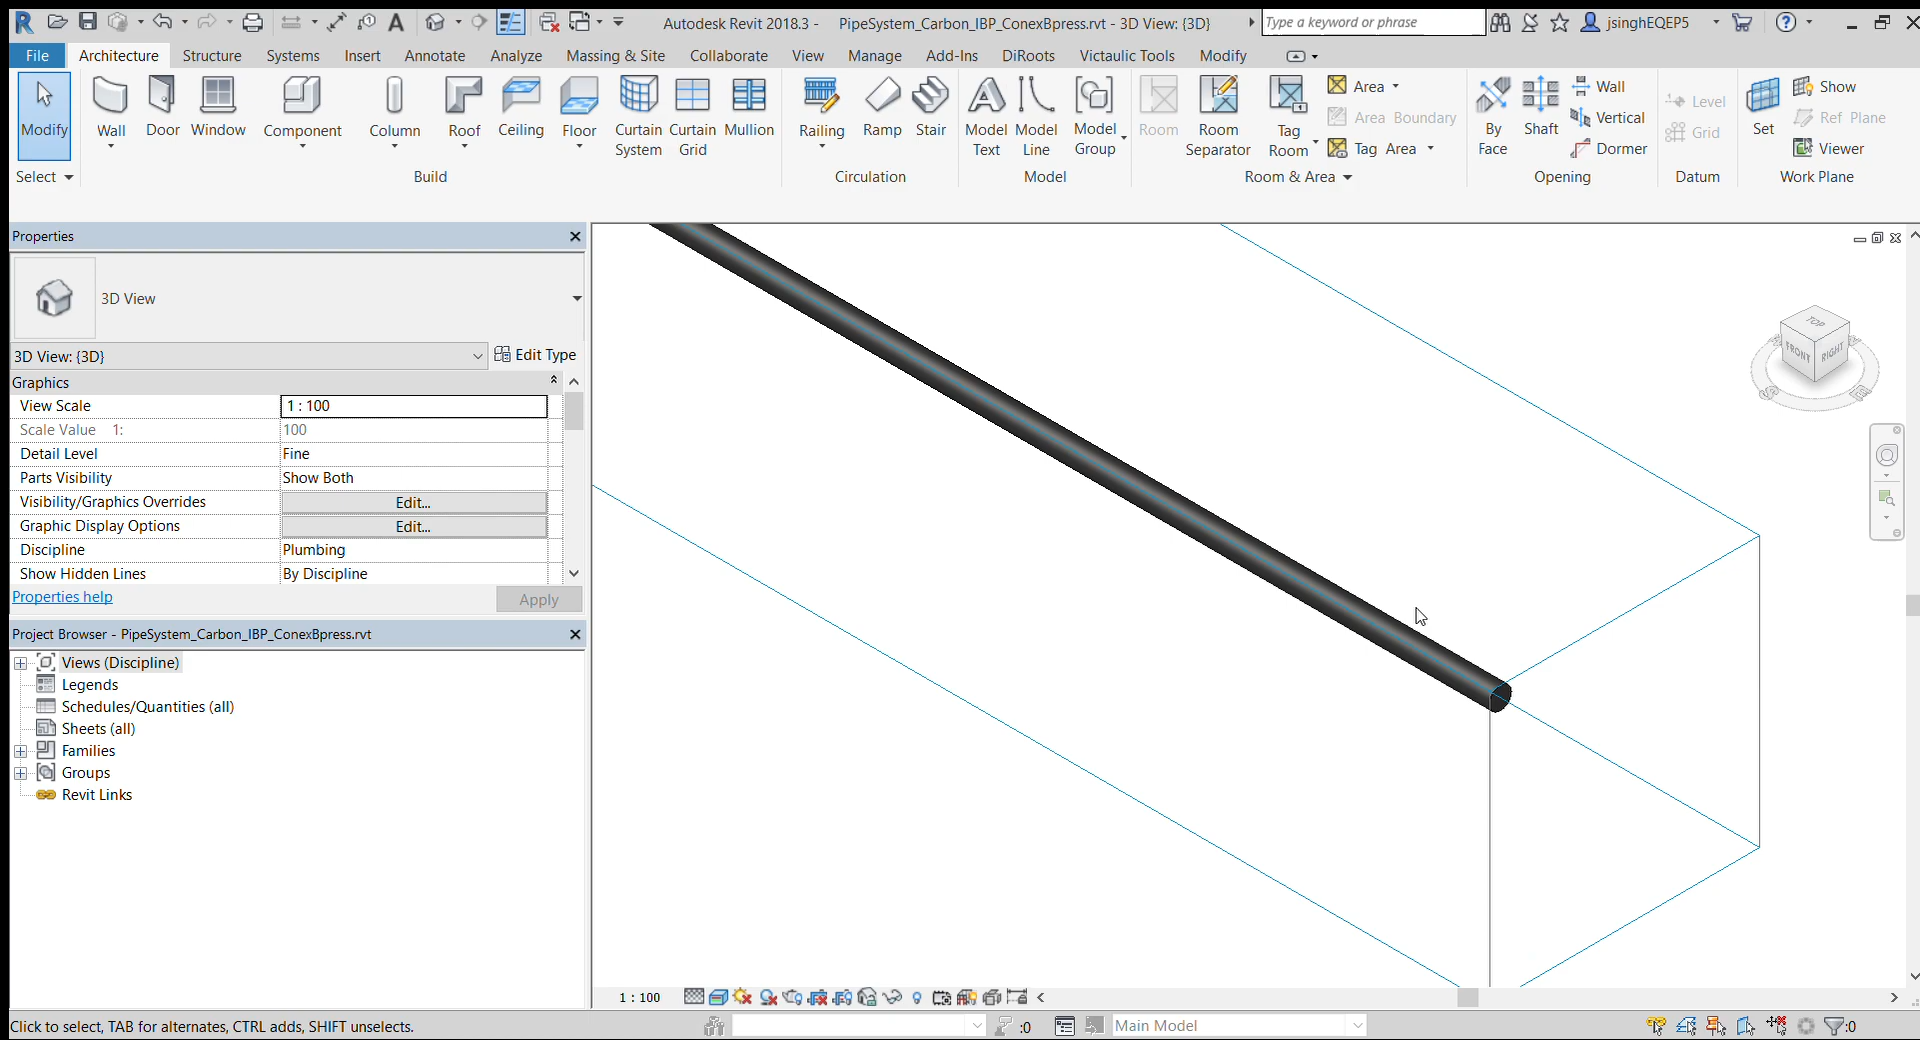 Autodesk Revit 2018.3 - PipeSystem_Carbon_IBP_ConexBpress.rvt - 3D View: {3D}
Type a keyword or phrase
jsinghEQEP5
File Architecture Structure Systems Insert Annotate Analyze Massing & Site Collaborate View Manage Add-Ins DiRoots Victaulic Tools Modify
Modify
Select
Wall
Door
Window
Component
Column
Roof
Ceiling
Floor
Curtain System
Curtain Grid
Mullion
Build
Railing
Ramp
Stair
Circulation
Model Text
Model Line
Model Group
Model
Room
Room Separator
Tag Room
Area
Area Boundary
Tag Area
Room & Area
By Face
Shaft
Wall
Vertical
Dormer
Opening
Level
Grid
Datum
Set
Show
Ref Plane
Viewer
Work Plane
Properties
3D View
3D View: {3D}
Edit Type
Graphics
View Scale 1 : 100
Scale Value 1: 100
Detail Level Fine
Parts Visibility Show Both
Visibility/Graphics Overrides Edit...
Graphic Display Options Edit...
Discipline Plumbing
Show Hidden Lines By Discipline
Properties help
Apply
Project Browser - PipeSystem_Carbon_IBP_ConexBpress.rvt
Views (Discipline)
Legends
Schedules/Quantities (all)
Sheets (all)
Families
Groups
Revit Links
TOP
FRONT
RIGHT
1 : 100
Click to select, TAB for alternates, CTRL adds, SHIFT unselects.
:0
Main Model
:0